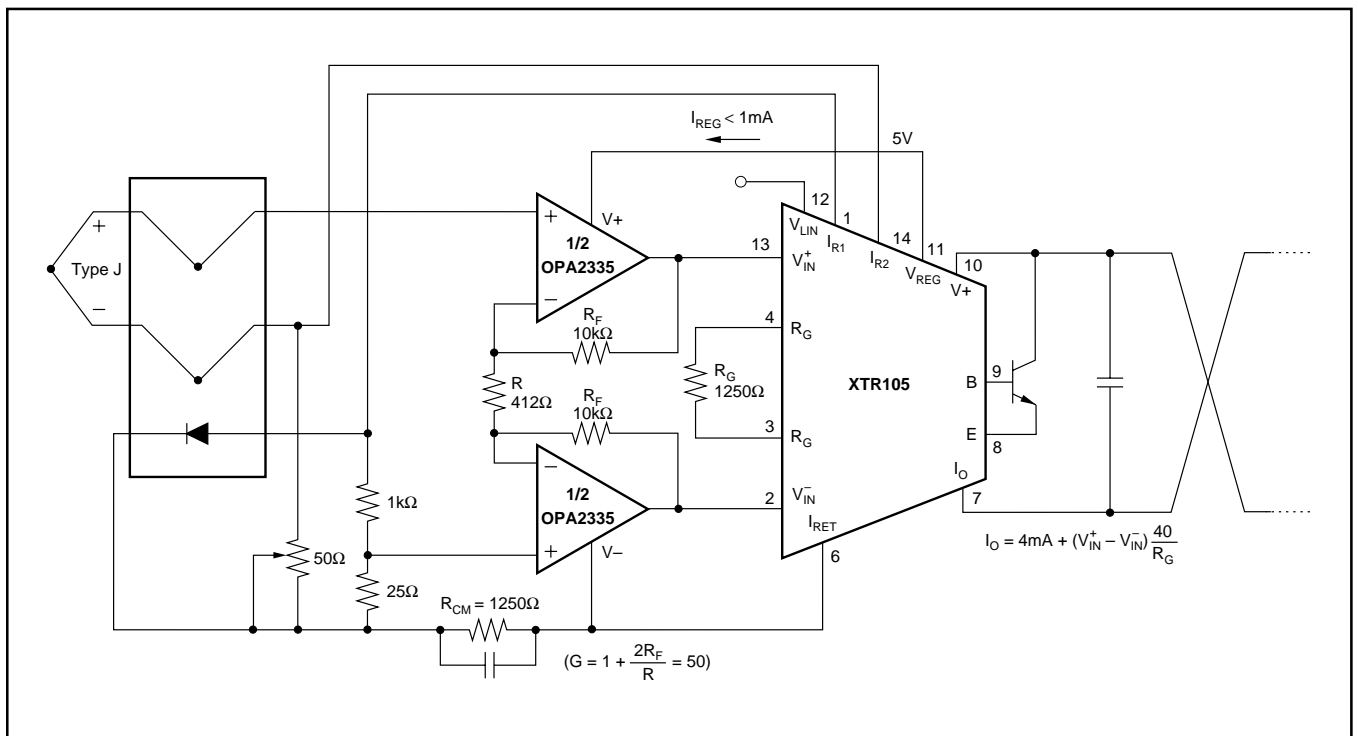 I_REG < 1mA
5V
12
V_LIN
1
I_R1
14
I_R2
11
V_REG
10
V+
+
Type J
–
+
V+
1/2
OPA2335
–
13
V_IN^+
R_F
10kΩ
4
R_G
R
412Ω
R_G
1250Ω
XTR105
R_F
10kΩ
3
R_G
B
9
E
8
–
1/2
OPA2335
+
V–
2
V_IN^–
I_RET
6
I_O
7
1kΩ
50Ω
25Ω
I_O = 4mA + (V_IN^+ – V_IN^–) 40/R_G
R_CM = 1250Ω
(G = 1 + 2R_F/R = 50)